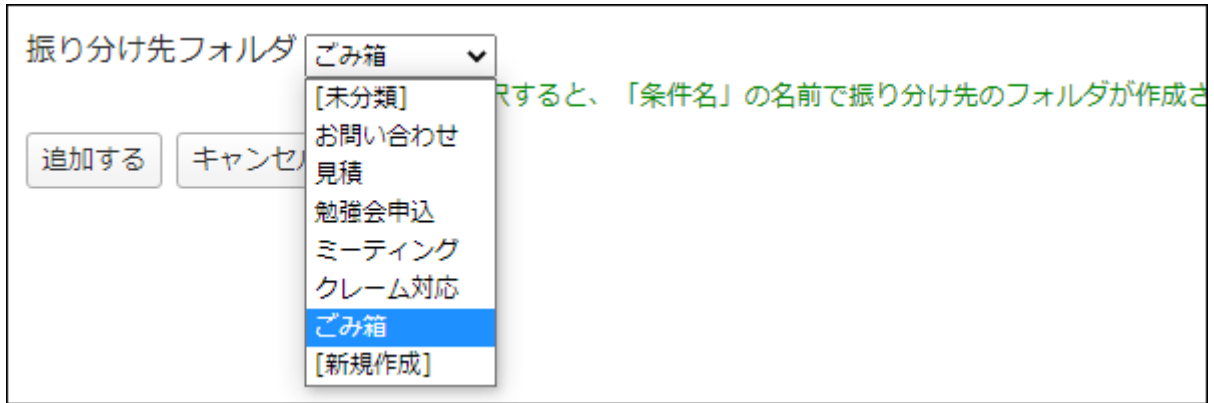 振り分け先フォルダ ごみ箱
[未分類]
すると、「条件名」の名前で振り分け先のフォルダが作成さ
お問い合わせ
追加する キャンセル
見積
勉強会申込
ミーティング
クレーム対応
ごみ箱
[新規作成]